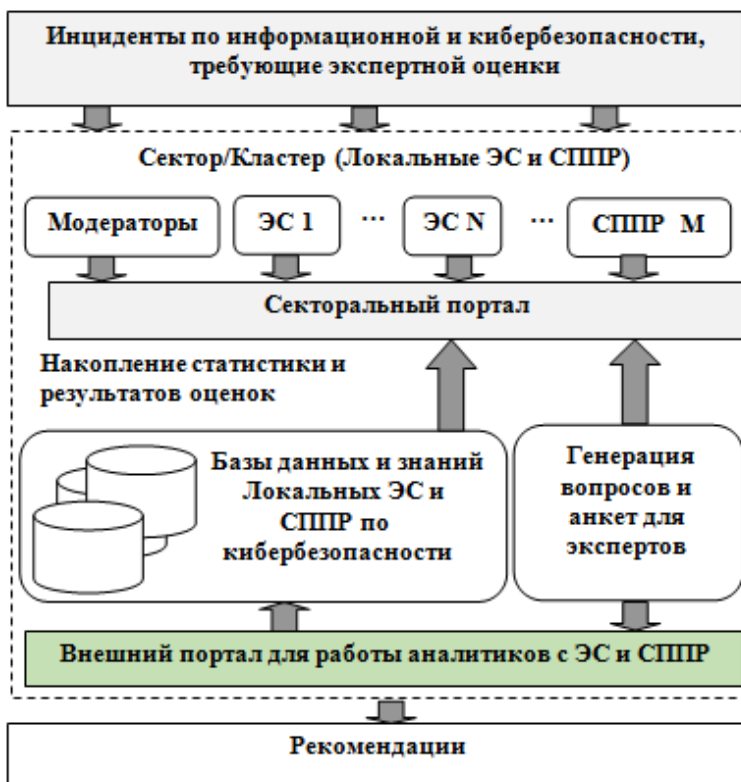 Инциденты по информационной и кибербезопасности,
требующие экспертной оценки
Сектор/Кластер (Локальные ЭС и СППР)
Модераторы
ЭС 1
...
ЭС N
...
СППР М
Секторальный портал
Накопление статистики и
результатов оценок
Базы данных и знаний
Локальных ЭС и
СППР по
кибербезопасности
Генерация
вопросов и
анкет для
экспертов
Внешний портал для работы аналитиков с ЭС и СППР
Рекомендации